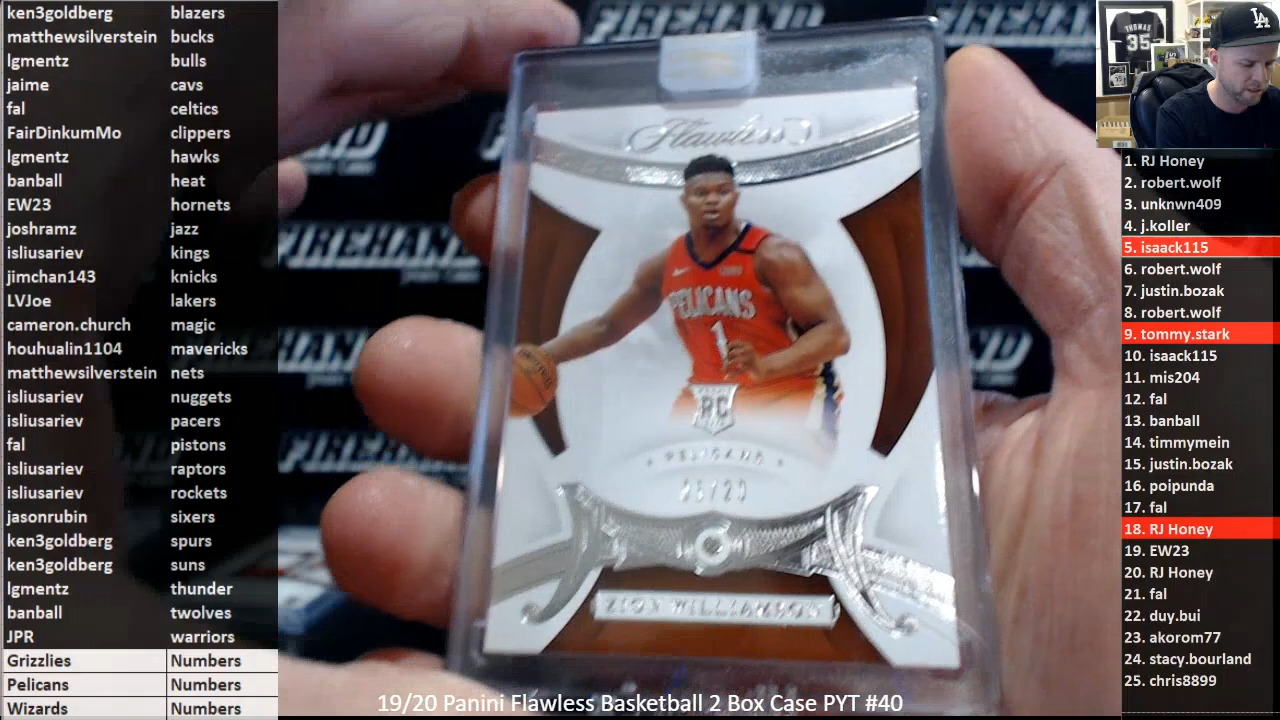 ken3goldberg blazers
matthewsilverstein bucks
lgmentz bulls
jaime cavs
fal celtics
FairDinkumMo clippers
lgmentz hawks
banball heat
EW23 hornets
joshramz jazz
isliusariev kings
jimchan143 knicks
LVJoe lakers
cameron.church magic
houhualin1104 mavericks
matthewsilverstein nets
isliusariev nuggets
isliusariev pacers
fal pistons
isliusariev raptors
isliusariev rockets
jasonrubin sixers
ken3goldberg spurs
ken3goldberg suns
lgmentz thunder
banball twolves
JPR warriors
Grizzlies Numbers
Pelicans Numbers
Wizards Numbers
Flawless
PELICANS
1
RC
PELICANS
/20
ZION WILLIAMSON
FIREHAND
19/20 Panini Flawless Basketball 2 Box Case PYT #40
THOMAS
35
LA
1. RJ Honey
2. robert.wolf
3. unknwn409
4. j.koller
5. isaack115
6. robert.wolf
7. justin.bozak
8. robert.wolf
9. tommy.stark
10. isaack115
11. mis204
12. fal
13. banball
14. timmymein
15. justin.bozak
16. poipunda
17. fal
18. RJ Honey
19. EW23
20. RJ Honey
21. fal
22. duy.bui
23. akorom77
24. stacy.bourland
25. chris8899